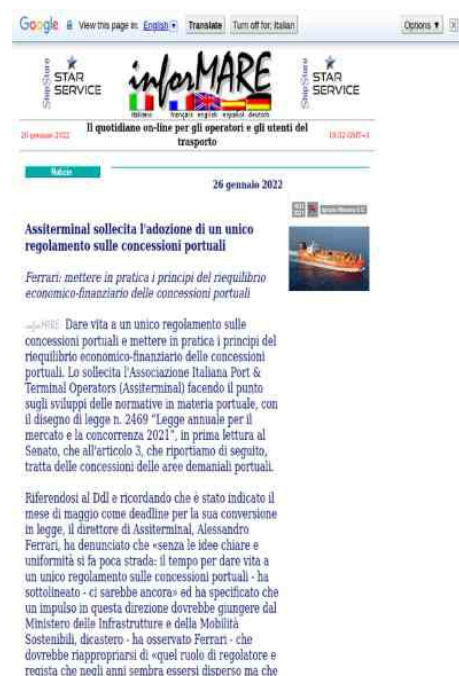 Google View this page in: English Translate Turn off for: Italian Options
ShipStore STAR SERVICE
inforMARE
italiano français english español deutsch
ShipStore STAR SERVICE
26 gennaio 2022
Il quotidiano on-line per gli operatori e gli utenti del
trasporto
19:32 GMT+1
Notizie
26 gennaio 2022
Assiterminal sollecita l'adozione di un unico
regolamento sulle concessioni portuali
Ferrari: mettere in pratica i principi del riequilibrio
economico-finanziario delle concessioni portuali
inforMARE Dare vita a un unico regolamento sulle
concessioni portuali e mettere in pratica i principi del
riequilibrio economico-finanziario delle concessioni
portuali. Lo sollecita l'Associazione Italiana Port &
Terminal Operators (Assiterminal) facendo il punto
sugli sviluppi delle normative in materia portuale, con
il disegno di legge n. 2469 "Legge annuale per il
mercato e la concorrenza 2021", in prima lettura al
Senato, che all'articolo 3, che riportiamo di seguito,
tratta delle concessioni delle aree demaniali portuali.
Riferendosi al Ddl e ricordando che è stato indicato il
mese di maggio come deadline per la sua conversione
in legge, il direttore di Assiterminal, Alessandro
Ferrari, ha denunciato che «senza le idee chiare e
uniformità si fa poca strada: il tempo per dare vita a
un unico regolamento sulle concessioni portuali - ha
sottolineato - ci sarebbe ancora» ed ha specificato che
un impulso in questa direzione dovrebbe giungere dal
Ministero delle Infrastrutture e della Mobilità
Sostenibili, dicastero - ha osservato Ferrari - che
dovrebbe riappropriarsi di «quel ruolo di regolatore e
regista che negli anni sembra essersi disperso ma che